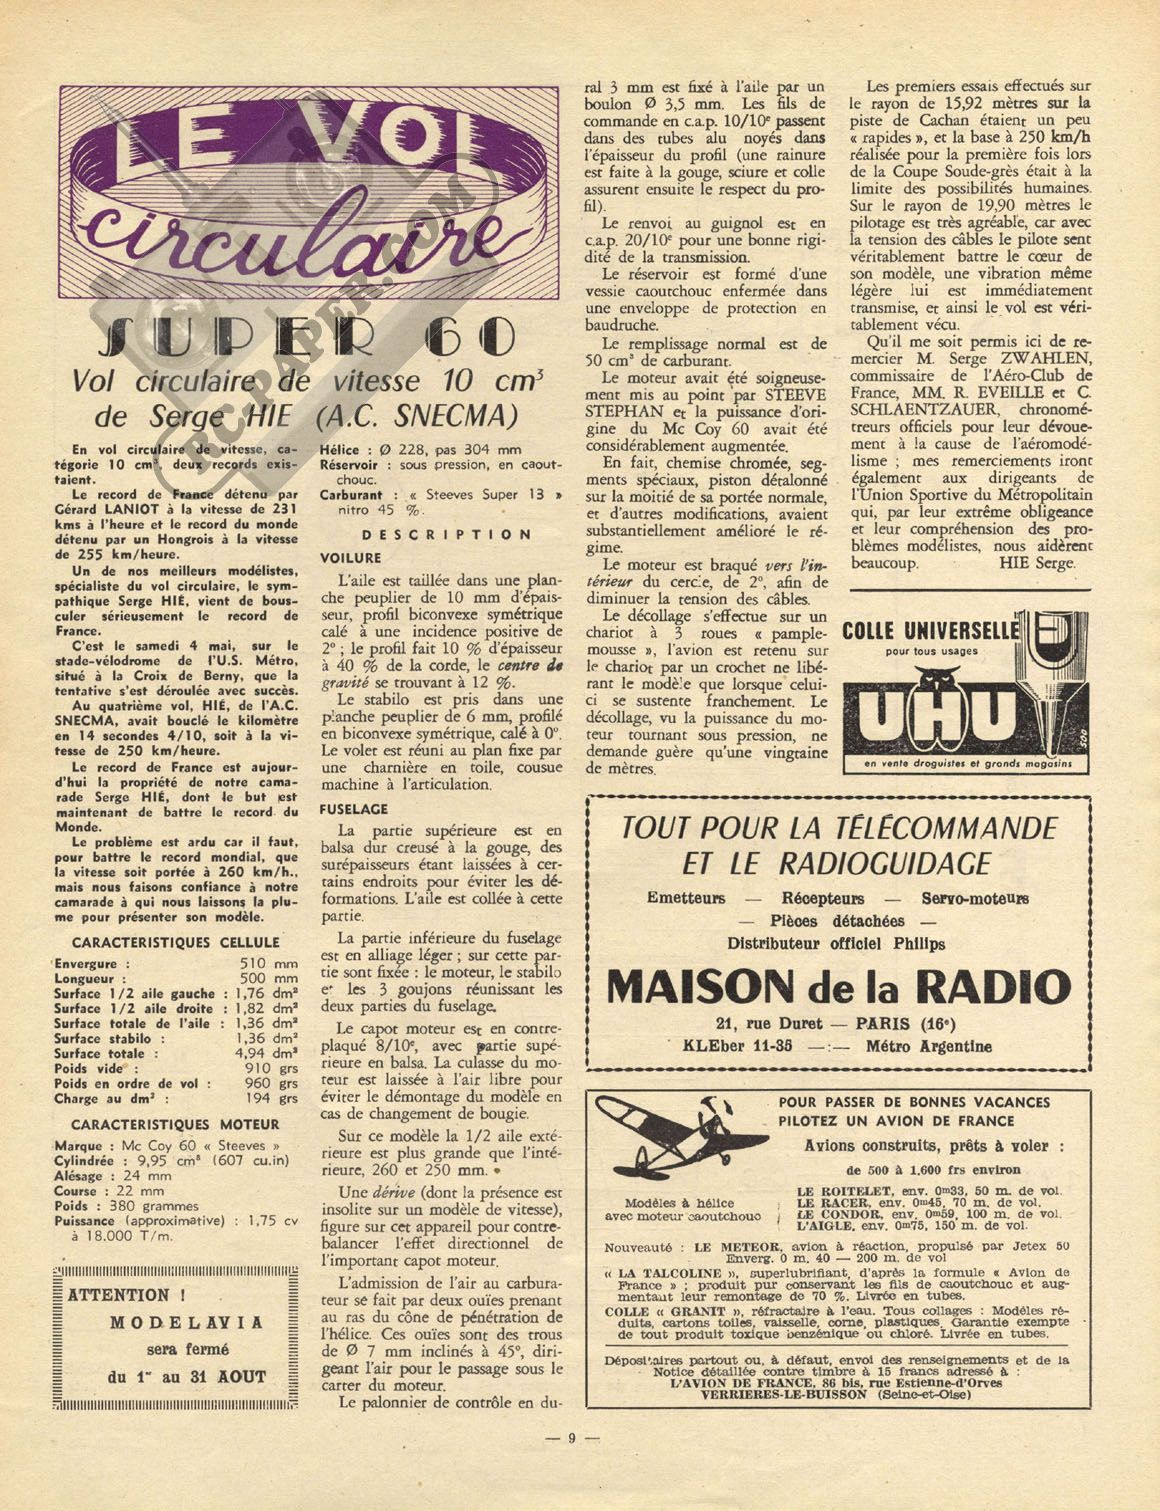 LE VOL
circulaire
SUPER 60
Vol circulaire de vitesse 10 cm³
de Serge HIE (A.C. SNECMA)
En vol circulaire de vitesse, ca-
tégorie 10 cm³, deux records exis-
taient.
Le record de France détenu par
Gérard LANIOT à la vitesse de 231
kms à l'heure et le record du monde
détenu par un Hongrois à la vitesse
de 255 km/heure.
Un de nos meilleurs modélistes,
spécialiste du vol circulaire, le sym-
pathique Serge HIÉ, vient de bous-
culer sérieusement le record de
France.
C'est le samedi 4 mai, sur le
stade-vélodrome de l'U.S. Métro,
situé à la Croix de Berny, que la
tentative s'est déroulée avec succès.
Au quatrième vol, HIÉ, de l'A.C.
SNECMA, avait bouclé le kilomètre
en 14 secondes 4/10, soit à la vi-
tesse de 250 km/heure.
Le record de France est aujour-
d'hui la propriété de notre cama-
rade Serge HIÉ, dont le but est
maintenant de battre le record du
Monde.
Le problème est ardu car il faut,
pour battre le record mondial, que
la vitesse soit portée à 260 km/h.,
mais nous faisons confiance à notre
camarade à qui nous laissons la plu-
me pour présenter son modèle.
CARACTERISTIQUES CELLULE
Envergure : 510 mm
Longueur : 500 mm
Surface 1/2 aile gauche : 1,76 dm²
Surface 1/2 aile droite : 1,82 dm²
Surface totale de l'aile : 1,36 dm²
Surface stabilo : 1,36 dm²
Surface totale : 4,94 dm²
Poids vide : 910 grs
Poids en ordre de vol : 960 grs
Charge au dm² : 194 grs
CARACTERISTIQUES MOTEUR
Marque : Mc Coy 60 « Steeves »
Cylindrée : 9,95 cm³ (607 cu.in)
Alésage : 24 mm
Course : 22 mm
Poids : 380 grammes
Puissance (approximative) : 1,75 cv
à 18.000 T/m.
ATTENTION !
MODELAVIA
sera fermé
du 1er au 31 AOUT
Hélice : Ø 228, pas 304 mm
Réservoir : sous pression, en caout-
chouc.
Carburant : « Steeves Super 13 »
nitro 45 %.
DESCRIPTION
VOILURE
L'aile est taillée dans une plan-
che peuplier de 10 mm d'épais-
seur, profil biconvexe symétrique
calé à une incidence positive de
2° ; le profil fait 10 % d'épaisseur
à 40 % de la corde, le centre de
gravité se trouvant à 12 %.
Le stabilo est pris dans une
planche peuplier de 6 mm, profilé
en biconvexe symétrique, calé à 0°.
Le volet est réuni au plan fixe par
une charnière en toile, cousue
machine à l'articulation.
FUSELAGE
La partie supérieure est en
balsa dur creusé à la gouge, des
surépaisseurs étant laissées à cer-
tains endroits pour éviter les dé-
formations. L'aile est collée à cette
partie.
La partie inférieure du fuselage
est en alliage léger ; sur cette par-
tie sont fixée : le moteur, le stabilo
et les 3 goujons réunissant les
deux parties du fuselage.
Le capot moteur est en contre-
plaqué 8/10e, avec partie supé-
rieure en balsa. La culasse du mo-
teur est laissée à l'air libre pour
éviter le démontage du modèle en
cas de changement de bougie.
Sur ce modèle la 1/2 aile exté-
rieure est plus grande que l'inté-
rieure, 260 et 250 mm.
Une dérive (dont la présence est
insolite sur un modèle de vitesse),
figure sur cet appareil pour contre-
balancer l'effet directionnel de
l'important capot moteur.
L'admission de l'air au carbura-
teur se fait par deux ouïes prenant
au ras du cône de pénétration de
l'hélice. Ces ouïes sont des trous
de Ø 7 mm inclinés à 45°, diri-
geant l'air pour le passage sous le
carter du moteur.
Le palonnier de contrôle en du-
ral 3 mm est fixé à l'aile par un
boulon Ø 3,5 mm. Les fils de
commande en c.a.p. 10/10e passent
dans des tubes alu noyés dans
l'épaisseur du profil (une rainure
est faite à la gouge, sciure et colle
assurent ensuite le respect du pro-
fil).
Le renvoi au guignol est en
c.a.p. 20/10e pour une bonne rigi-
dité de la transmission.
Le réservoir est formé d'une
vessie caoutchouc enfermée dans
une enveloppe de protection en
baudruche.
Le remplissage normal est de
50 cm³ de carburant.
Le moteur avait été soigneuse-
ment mis au point par STEEVE
STEPHAN et la puissance d'ori-
gine du Mc Coy 60 avait été
considérablement augmentée.
En fait, chemise chromée, seg-
ments spéciaux, piston détalonné
sur la moitié de sa portée normale,
et d'autres modifications, avaient
substantiellement amélioré le ré-
gime.
Le moteur est braqué vers l'in-
térieur du cercle, de 2°, afin de
diminuer la tension des câbles.
Le décollage s'effectue sur un
chariot à 3 roues « pample-
mousse », l'avion est retenu sur
le chariot par un crochet ne libé-
rant le modèle que lorsque celui-
ci se sustente franchement. Le
décollage, vu la puissance du mo-
teur tournant sous pression, ne
demande guère qu'une vingraine
de mètres.
Les premiers essais effectués sur
le rayon de 15,92 mètres sur la
piste de Cachan étaient un peu
« rapides », et la base à 250 km/h
réalisée pour la première fois lors
de la Coupe Soude-grès était à la
limite des possibilités humaines.
Sur le rayon de 19,90 mètres le
pilotage est très agréable, car avec
la tension des câbles le pilote sent
véritablement battre le cœur de
son modèle, une vibration même
légère lui est immédiatement
transmise, et ainsi le vol est véri-
tablement vécu.
Qu'il me soit permis ici de re-
mercier M. Serge ZWAHLEN,
commissaire de l'Aéro-Club de
France, MM. R. EVEILLE et C.
SCHLAENTZAUER, chronomé-
treurs officiels pour leur dévoue-
ment à la cause de l'aéromodé-
lisme ; mes remerciements iront
également aux dirigeants de
l'Union Sportive du Métropolitain
qui, par leur extrême obligeance
et leur compréhension des pro-
blèmes modélistes, nous aidèrent
beaucoup. HIE Serge.
COLLE UNIVERSELLE
pour tous usages
UHU
en vente droguistes et grands magasins
TOUT POUR LA TÉLÉCOMMANDE
ET LE RADIOGUIDAGE
Emetteurs — Récepteurs — Servo-moteurs
— Pièces détachées —
Distributeur officiel Philips
MAISON de la RADIO
21, rue Duret — PARIS (16e)
KLEber 11-35 —:— Métro Argentine
POUR PASSER DE BONNES VACANCES
PILOTEZ UN AVION DE FRANCE
Avions construits, prêts à voler :
de 500 à 1.600 frs environ
Modèles à hélice
avec moteur caoutchouc
LE ROITELET, env. 0m33, 50 m. de vol.
LE RACER, env. 0m45, 70 m. de vol.
LE CONDOR, env. 0m59, 100 m. de vol.
L'AIGLE, env. 0m75, 150 m. de vol.
Nouveauté : LE METEOR, avion à réaction, propulsé par Jetex 50
Enverg. 0 m. 40 — 200 m. de vol
« LA TALCOLINE », superlubrifiant, d'après la formule « Avion de
France » ; produit pur conservant les fils de caoutchouc et aug-
mentant leur remontage de 70 %. Livrée en tubes.
COLLE « GRANIT », réfractaire à l'eau. Tous collages : Modèles ré-
duits, cartons toiles, vaisselle, corne, plastiques. Garantie exempte
de tout produit toxique benzénique ou chloré. Livrée en tubes.
Dépositaires partout ou, à défaut, envoi des renseignements et de la
Notice détaillée contre timbre à 15 francs adressé à :
L'AVION DE FRANCE, 86 bis, rue Estienne-d'Orves
VERRIERES-LE-BUISSON (Seine-et-Oise)
— 9 —
RCPAPER.COM